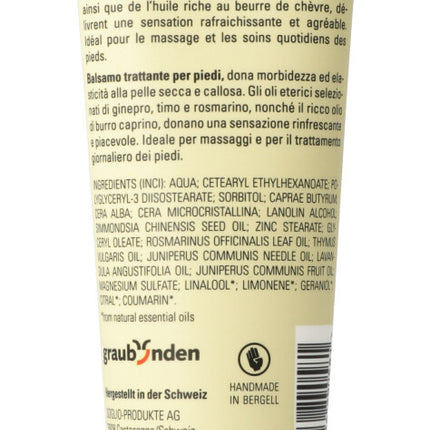 ainsi que de l'huile riche au beurre de chèvre, dé-
livrent une sensation rafraichissante et agréable.
Idéal pour le massage et les soins quotidiens des
pieds.
Balsamo trattante per piedi, dona morbidezza ed ela-
sticità alla pelle secca e callosa. Gli oli eterici selezio-
nati di ginepro, timo e rosmarino, nonché il ricco olio
di burro caprino, donano una sensazione rinfrescante
e piacevole. Ideale per massaggi e per il trattamento
giornaliero dei piedi.
INGREDIENTS (INCI): AQUA; CETEARYL ETHYLHEXANOATE; PO-
LYGLYCERYL-3 DIISOSTEARATE; SORBITOL; CAPRAE BUTYRUM,
CERA ALBA; CERA MICROCRISTALLINA; LANOLIN ALCOHOL;
SIMMONDSIA CHINENSIS SEED OIL; ZINC STEARATE; GLY-
CERYL OLEATE; ROSMARINUS OFFICINALIS LEAF OIL; THYMUS
VULGARIS OIL; JUNIPERUS COMMUNIS NEEDLE OIL; LAVAN-
DULA ANGUSTIFOLIA OIL; JUNIPERUS COMMUNIS FRUIT OIL;
MAGNESIUM SULFATE; LINALOOL*; LIMONENE*; GERANIOL*
CITRAL*; COUMARIN*.
*from natural essential oils
graubünden
Hergestellt in der Schweiz
SOGLIO-PRODUKTE AG
HANDMADE
IN BERGELL